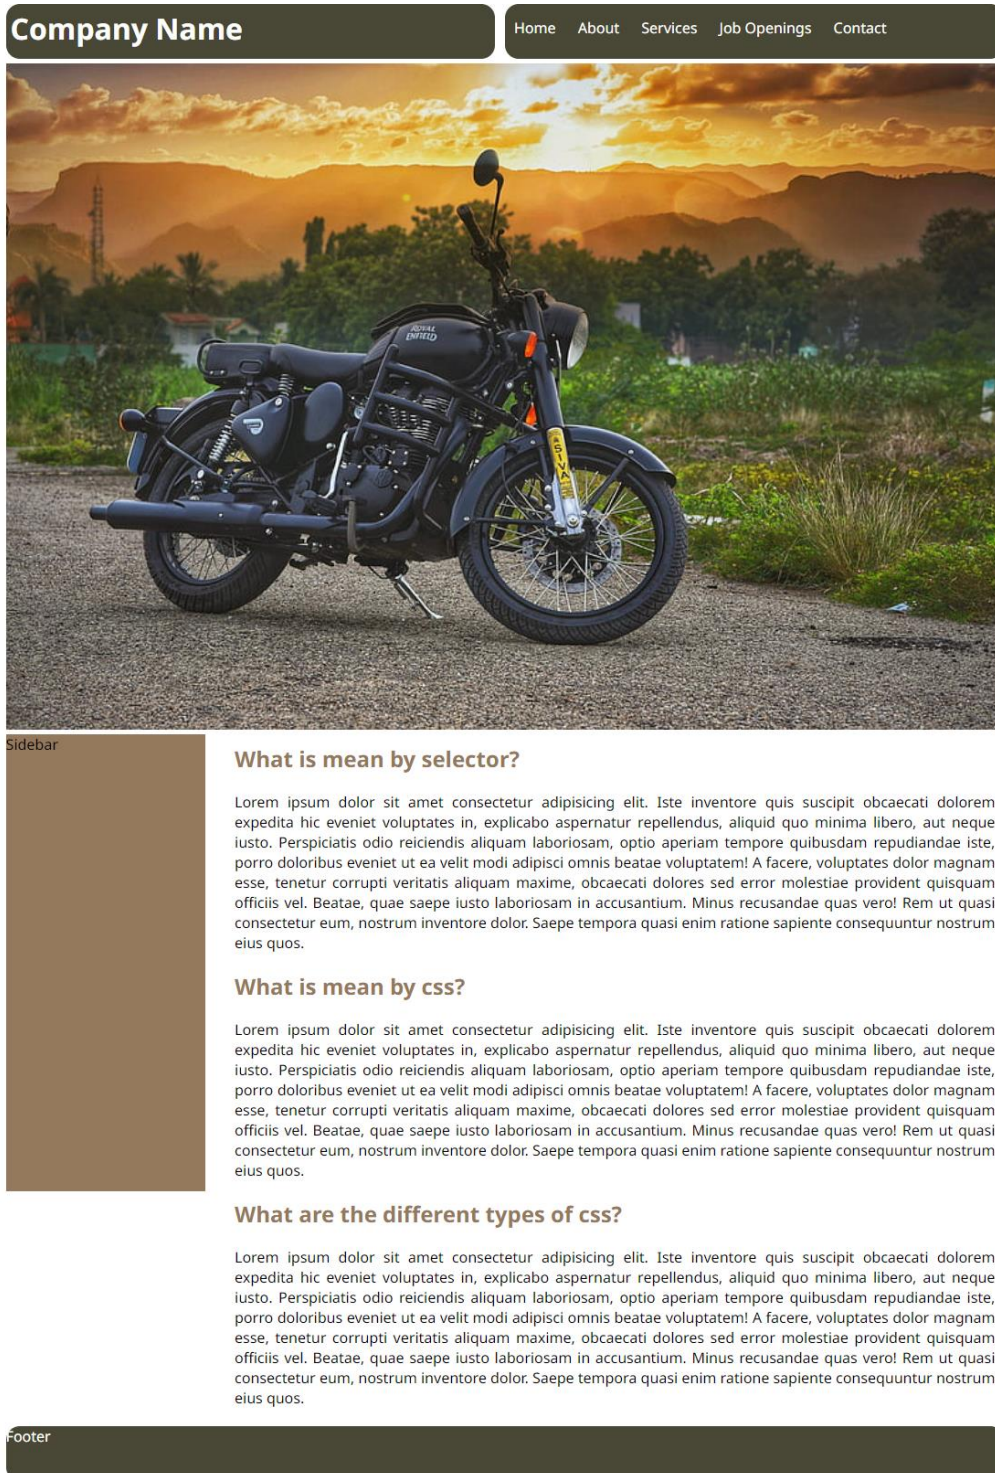 Company Name
Home About Services Job Openings Contact
ROYAL
ENFIELD
SIVA
Sidebar
What is mean by selector?
Lorem ipsum dolor sit amet consectetur adipisicing elit. Iste inventore quis suscipit obcaecati dolorem
expedita hic eveniet voluptates in, explicabo aspernatur repellendus, aliquid quo minima libero, aut neque
iusto. Perspiciatis odio reiciendis aliquam laboriosam, optio aperiam tempore quibusdam repudiandae iste,
porro doloribus eveniet ut ea velit modi adipisci omnis beatae voluptatem! A facere, voluptates dolor magnam
esse, tenetur corrupti veritatis aliquam maxime, obcaecati dolores sed error molestiae provident quisquam
officiis vel. Beatae, quae saepe iusto laboriosam in accusantium. Minus recusandae quas vero! Rem ut quasi
consectetur eum, nostrum inventore dolor. Saepe tempora quasi enim ratione sapiente consequuntur nostrum
eius quos.
What is mean by css?
Lorem ipsum dolor sit amet consectetur adipisicing elit. Iste inventore quis suscipit obcaecati dolorem
expedita hic eveniet voluptates in, explicabo aspernatur repellendus, aliquid quo minima libero, aut neque
iusto. Perspiciatis odio reiciendis aliquam laboriosam, optio aperiam tempore quibusdam repudiandae iste,
porro doloribus eveniet ut ea velit modi adipisci omnis beatae voluptatem! A facere, voluptates dolor magnam
esse, tenetur corrupti veritatis aliquam maxime, obcaecati dolores sed error molestiae provident quisquam
officiis vel. Beatae, quae saepe iusto laboriosam in accusantium. Minus recusandae quas vero! Rem ut quasi
consectetur eum, nostrum inventore dolor. Saepe tempora quasi enim ratione sapiente consequuntur nostrum
eius quos.
What are the different types of css?
Lorem ipsum dolor sit amet consectetur adipisicing elit. Iste inventore quis suscipit obcaecati dolorem
expedita hic eveniet voluptates in, explicabo aspernatur repellendus, aliquid quo minima libero, aut neque
iusto. Perspiciatis odio reiciendis aliquam laboriosam, optio aperiam tempore quibusdam repudiandae iste,
porro doloribus eveniet ut ea velit modi adipisci omnis beatae voluptatem! A facere, voluptates dolor magnam
esse, tenetur corrupti veritatis aliquam maxime, obcaecati dolores sed error molestiae provident quisquam
officiis vel. Beatae, quae saepe iusto laboriosam in accusantium. Minus recusandae quas vero! Rem ut quasi
consectetur eum, nostrum inventore dolor. Saepe tempora quasi enim ratione sapiente consequuntur nostrum
eius quos.
Footer